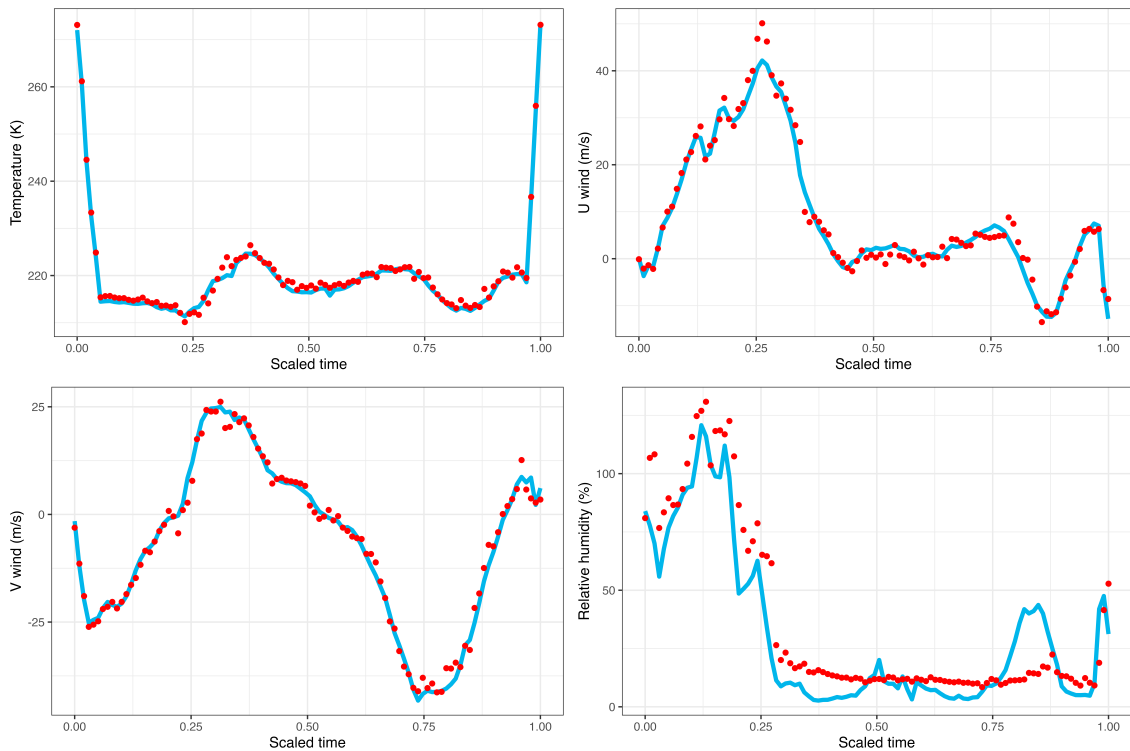 Temperature (K)
260
240
220
0.00 0.25 0.50 0.75 1.00
Scaled time
U wind (m/s)
40
20
0
0.00 0.25 0.50 0.75 1.00
Scaled time
V wind (m/s)
25
0
-25
0.00 0.25 0.50 0.75 1.00
Scaled time
Relative humidity (%)
100
50
0
0.00 0.25 0.50 0.75 1.00
Scaled time